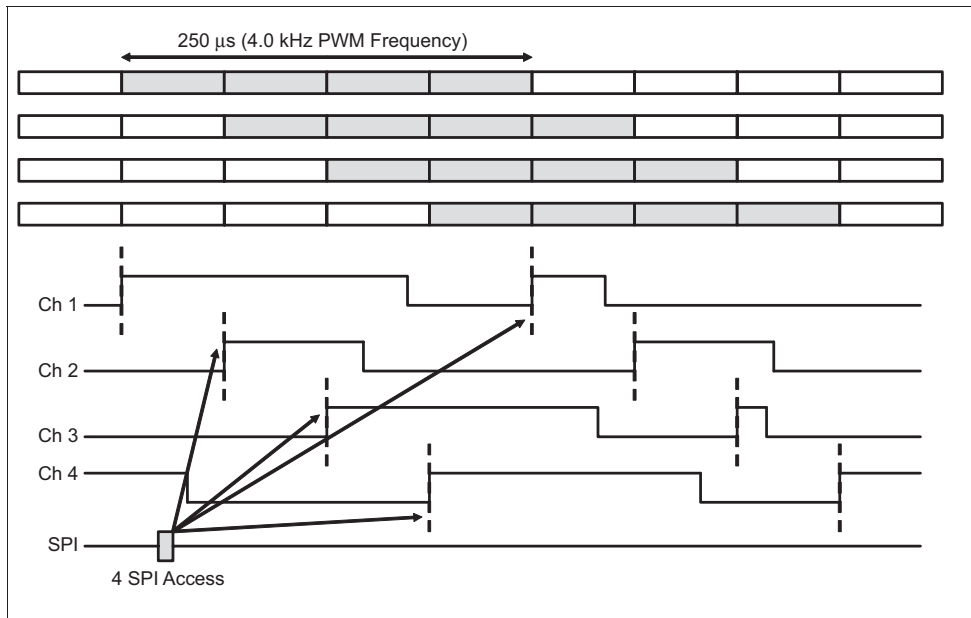 250 μs (4.0 kHz PWM Frequency)
Ch 1
Ch 2
Ch 3
Ch 4
SPI
4 SPI Access